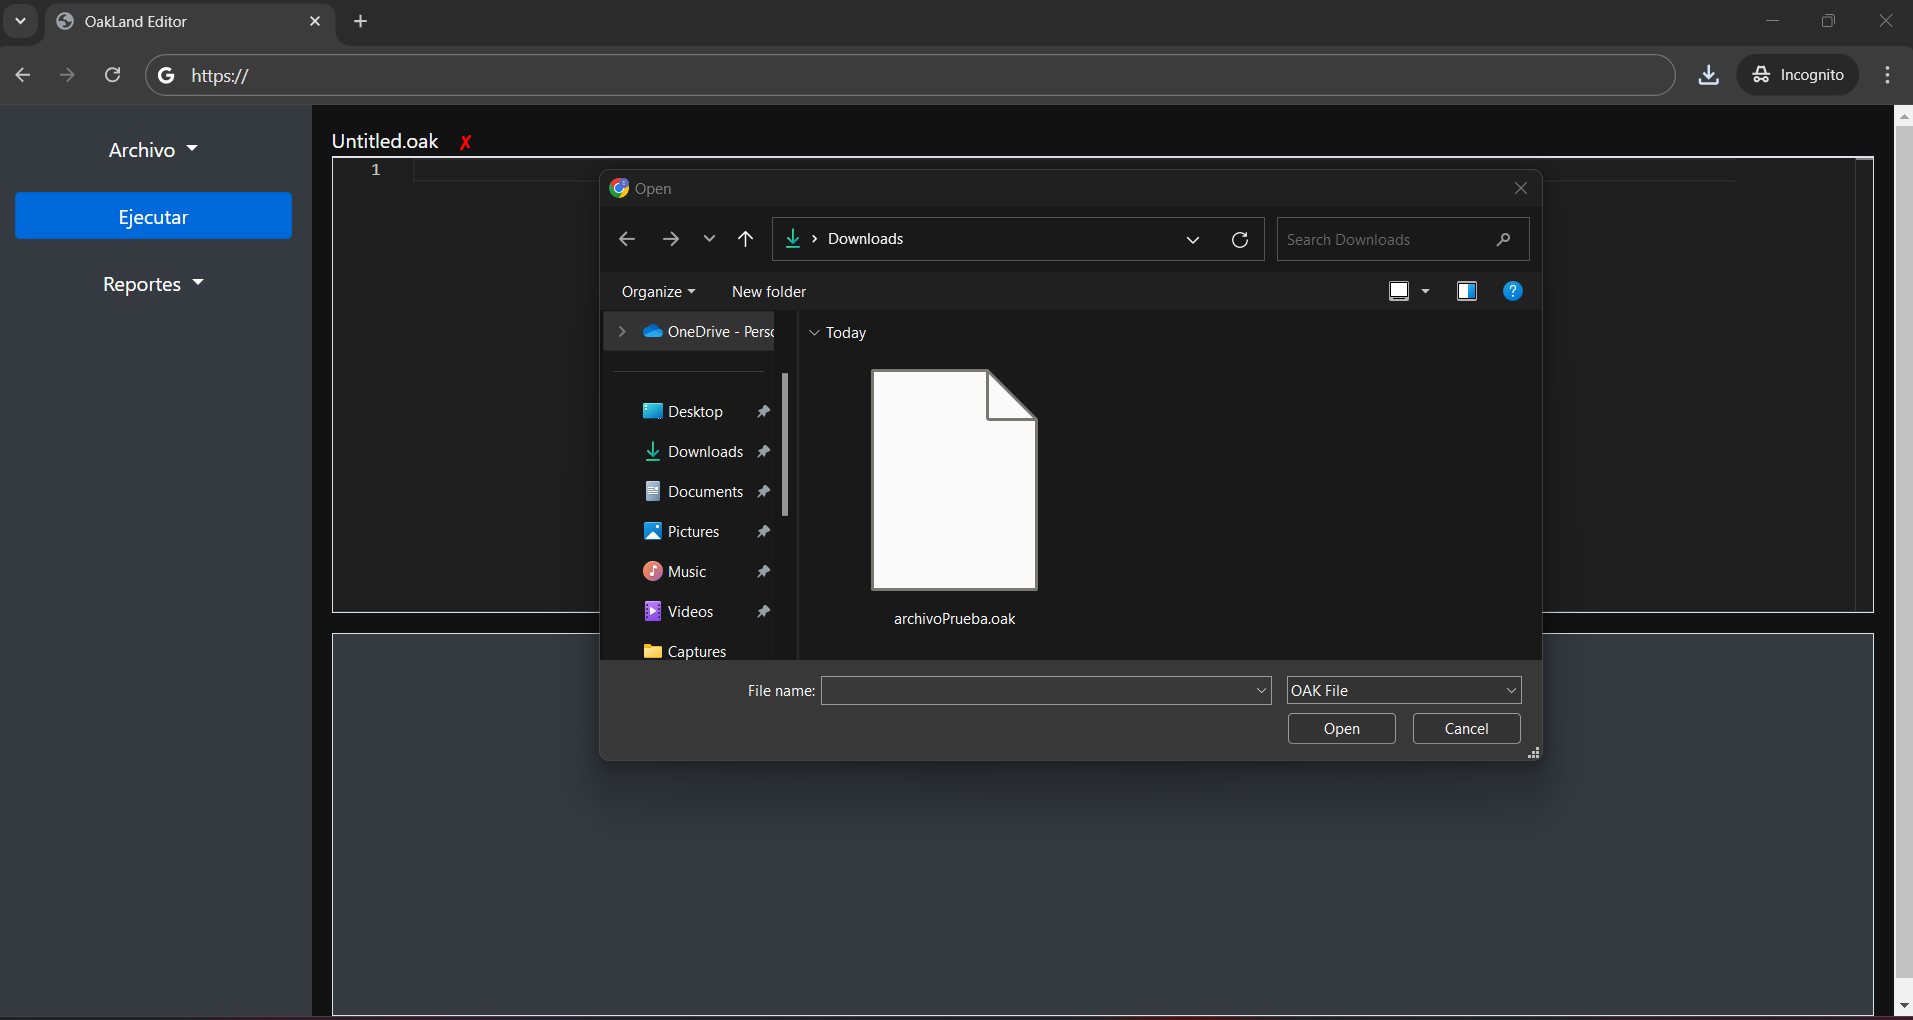 OakLand Editor
https://
Incognito
Archivo
Ejecutar
Reportes
Untitled.oak
1
Open
Downloads
Search Downloads
Organize
New folder
OneDrive - Perso
Today
Desktop
Downloads
Documents
Pictures
Music
Videos
Captures
archivoPrueba.oak
File name:
OAK File
Open
Cancel